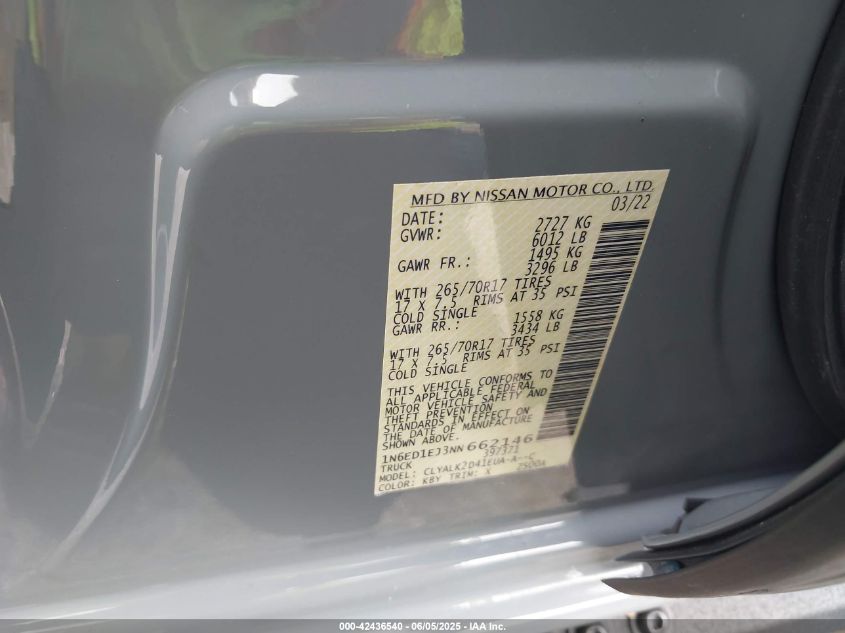 MFD BY NISSAN MOTOR CO., LTD.
DATE: 03/22
GVWR: 2727 KG
6012 LB
GAWR FR.: 1495 KG
3296 LB
WITH 265/70R17 TIRES
17 X 7.5 RIMS AT 35 PSI
COLD SINGLE
GAWR RR.: 1558 KG
3434 LB
WITH 265/70R17 TIRES
17 X 7.5 RIMS AT 35 PSI
COLD SINGLE
THIS VEHICLE CONFORMS TO
ALL APPLICABLE FEDERAL
MOTOR VEHICLE SAFETY AND
THEFT PREVENTION
STANDARDS IN EFFECT ON
THE DATE OF MANUFACTURE
SHOWN ABOVE.
1N6ED1EJ3NN662146
TRUCK 397371
MODEL: CLYALK2D41EUA-A--C
COLOR: KBY TRIM: X 2500A
000-42436540 - 06/05/2025 - IAA Inc.